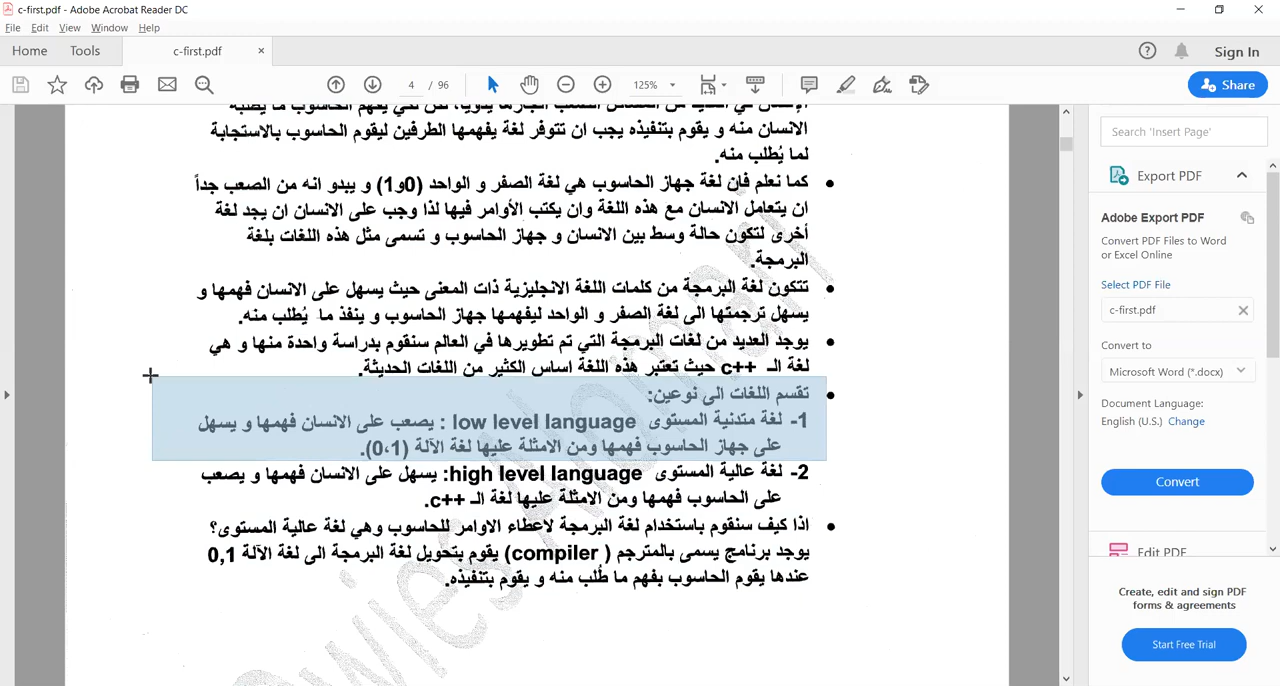 c-first.pdf - Adobe Acrobat Reader DC
File Edit View Window Help
Home Tools c-first.pdf ×
Sign In
4 / 96 125% Share
الانسان منه و يقوم بتنفيذه يجب ان تتوفر لغة يفهمها الطرفين ليقوم الحاسوب بالاستجابة
لما يُطلب منه.
• كما نعلم فإن لغة جهاز الحاسوب هي لغة الصفر و الواحد (0و1) و يبدو انه من الصعب جداً
ان يتعامل الانسان مع هذه اللغة وان يكتب الأوامر فيها لذا وجب على الانسان ان يجد لغة
أخرى لتكون حالة وسط بين الانسان و جهاز الحاسوب و تسمى مثل هذه اللغات بلغة
البرمجة.
• تتكون لغة البرمجة من كلمات اللغة الانجليزية ذات المعنى حيث يسهل على الانسان فهمها و
يسهل ترجمتها الى لغة الصفر و الواحد ليفهمها جهاز الحاسوب و ينفذ ما يُطلب منه.
• يوجد العديد من لغات البرمجة التي تم تطويرها في العالم سنقوم بدراسة واحدة منها و هي
لغة الـ c++ حيث تعتبر هذه اللغة اساس الكثير من اللغات الحديثة.
• تقسم اللغات الى نوعين:
1- لغة متدنية المستوى low level language : يصعب على الانسان فهمها و يسهل
على جهاز الحاسوب فهمها ومن الامثلة عليها لغة الآلة (0،1).
2- لغة عالية المستوى high level language: يسهل على الانسان فهمها و يصعب
على الحاسوب فهمها ومن الامثلة عليها لغة الـ c++.
• اذا كيف سنقوم باستخدام لغة البرمجة لاعطاء الاوامر للحاسوب وهي لغة عالية المستوى؟
يوجد برنامج يسمى بالمترجم ( compiler) يقوم بتحويل لغة البرمجة الى لغة الآلة 0,1
عندها يقوم الحاسوب بفهم ما طُلب منه و يقوم بتنفيذه.
Search 'Insert Page'
Export PDF
Adobe Export PDF
Convert PDF Files to Word
or Excel Online
Select PDF File
c-first.pdf
Convert to
Microsoft Word (*.docx)
Document Language:
English (U.S.) Change
Convert
Edit PDF
Create, edit and sign PDF
forms & agreements
Start Free Trial